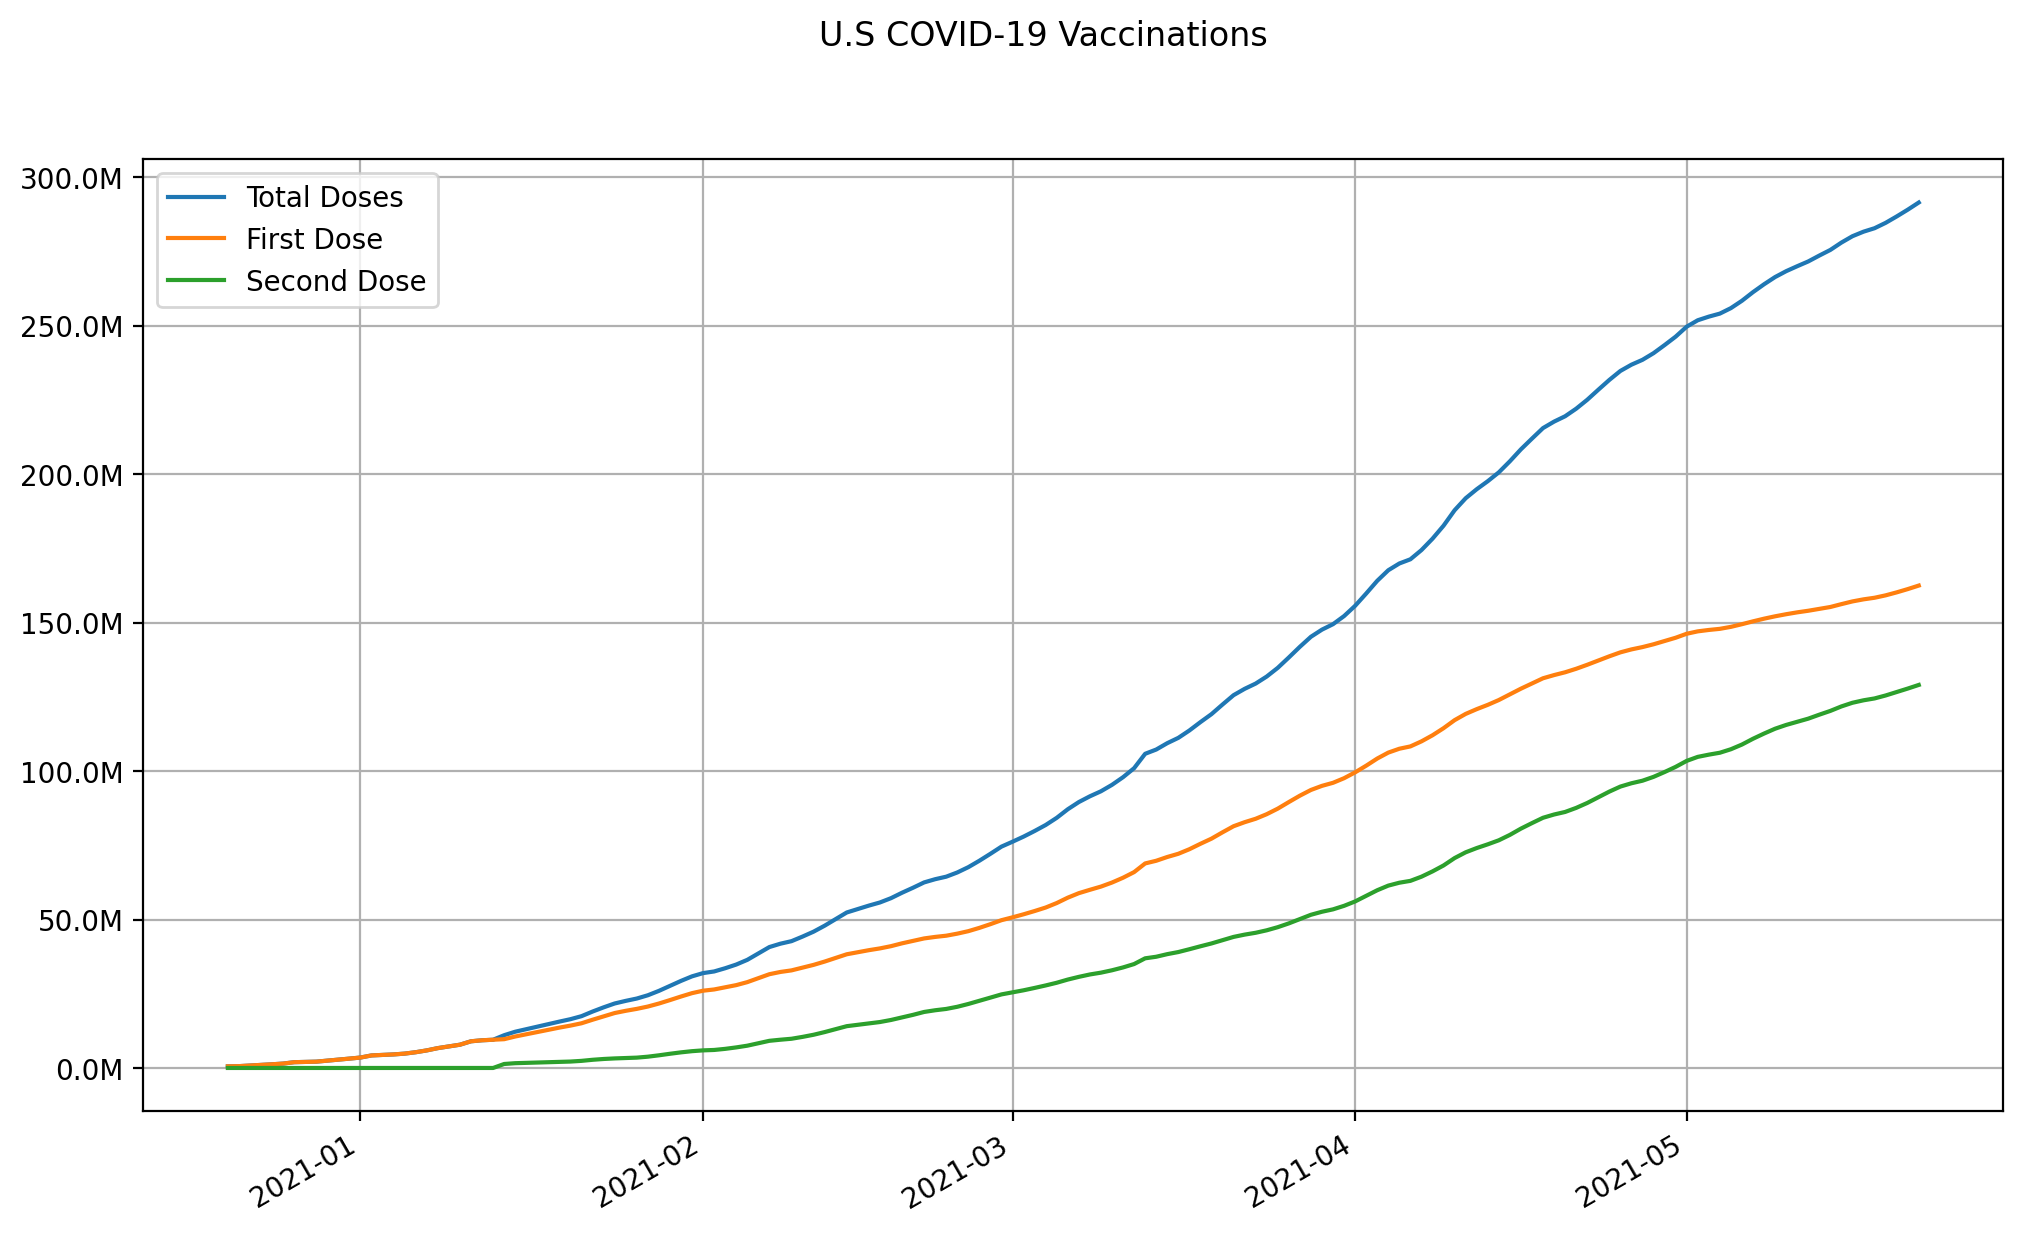 U.S COVID-19 Vaccinations
300.0M
250.0M
200.0M
150.0M
100.0M
50.0M
0.0M
Total Doses
First Dose
Second Dose
2021-01
2021-02
2021-03
2021-04
2021-05